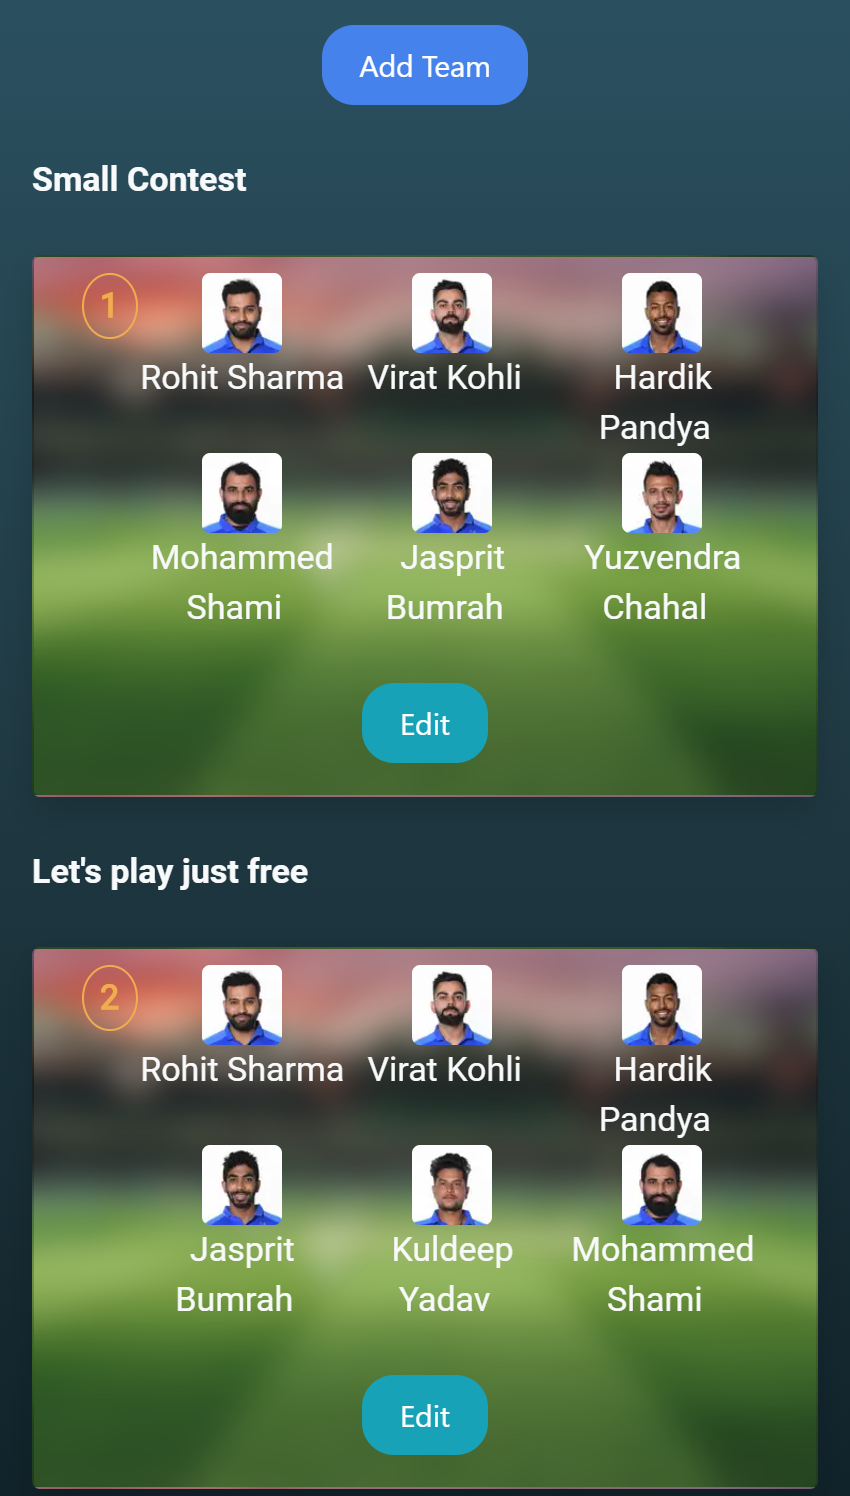 Add Team
Small Contest
1
Rohit Sharma Virat Kohli Hardik
Pandya
Mohammed Jasprit Yuzvendra
Shami Bumrah Chahal
Edit
Let's play just free
2
Rohit Sharma Virat Kohli Hardik
Pandya
Jasprit Kuldeep Mohammed
Bumrah Yadav Shami
Edit